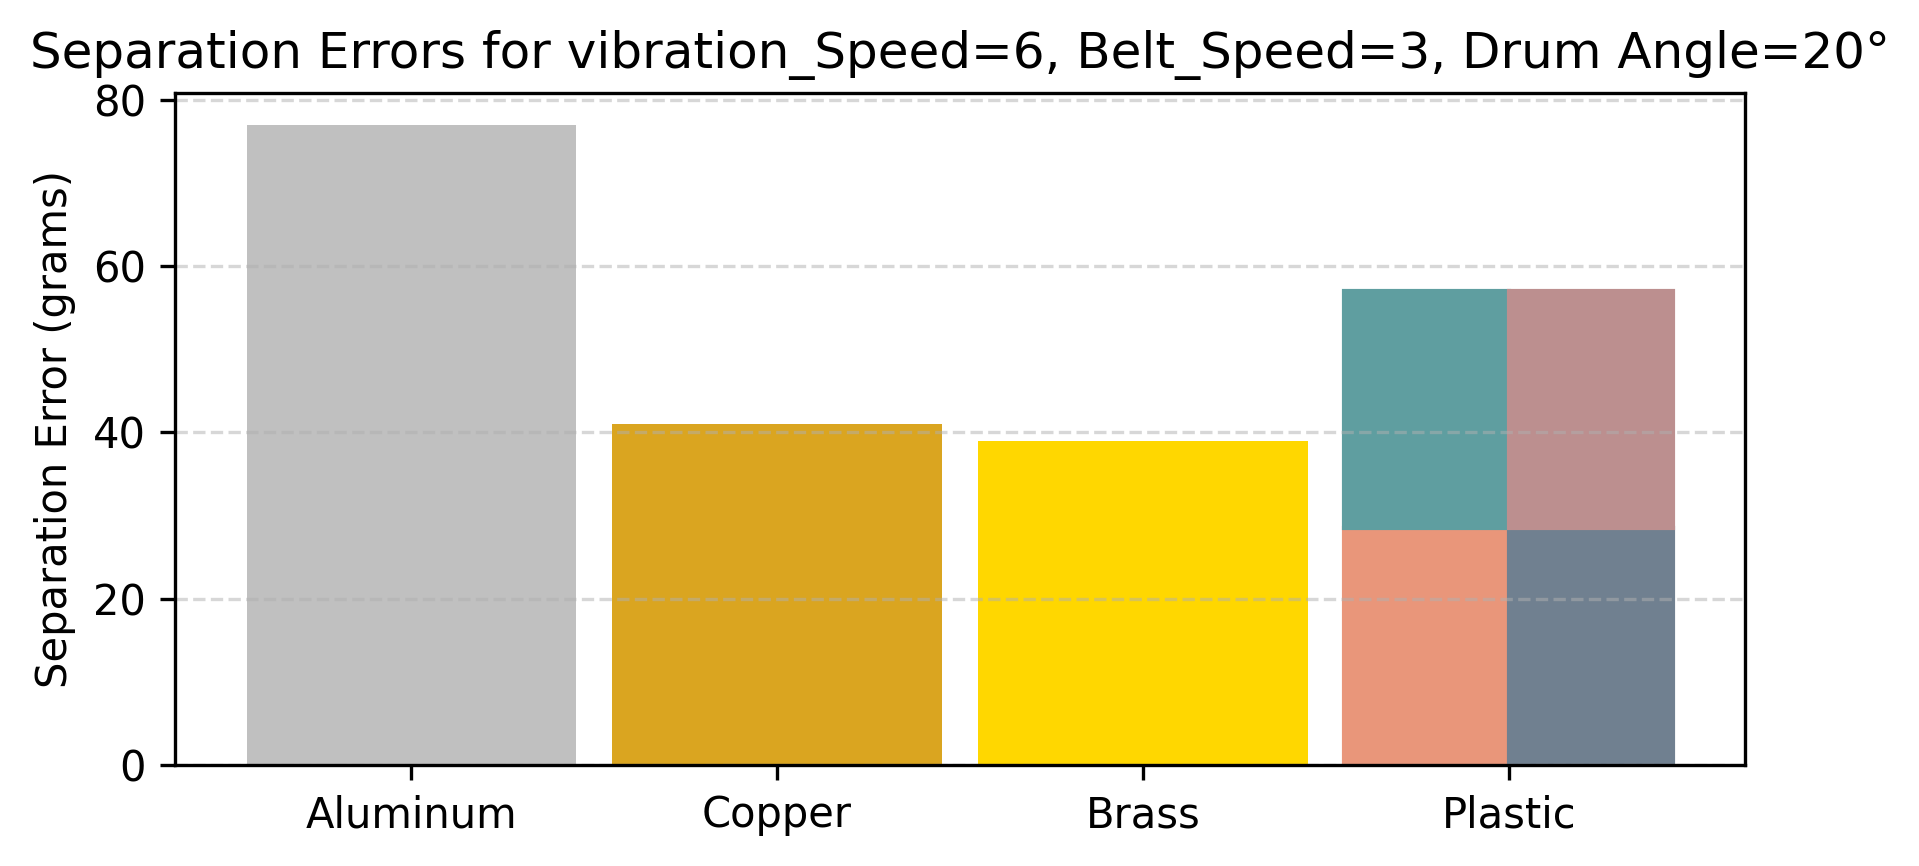 Separation Errors for vibration_Speed=6, Belt_Speed=3, Drum Angle=20°
Separation Error (grams)
80
60
40
20
0
Aluminum
Copper
Brass
Plastic